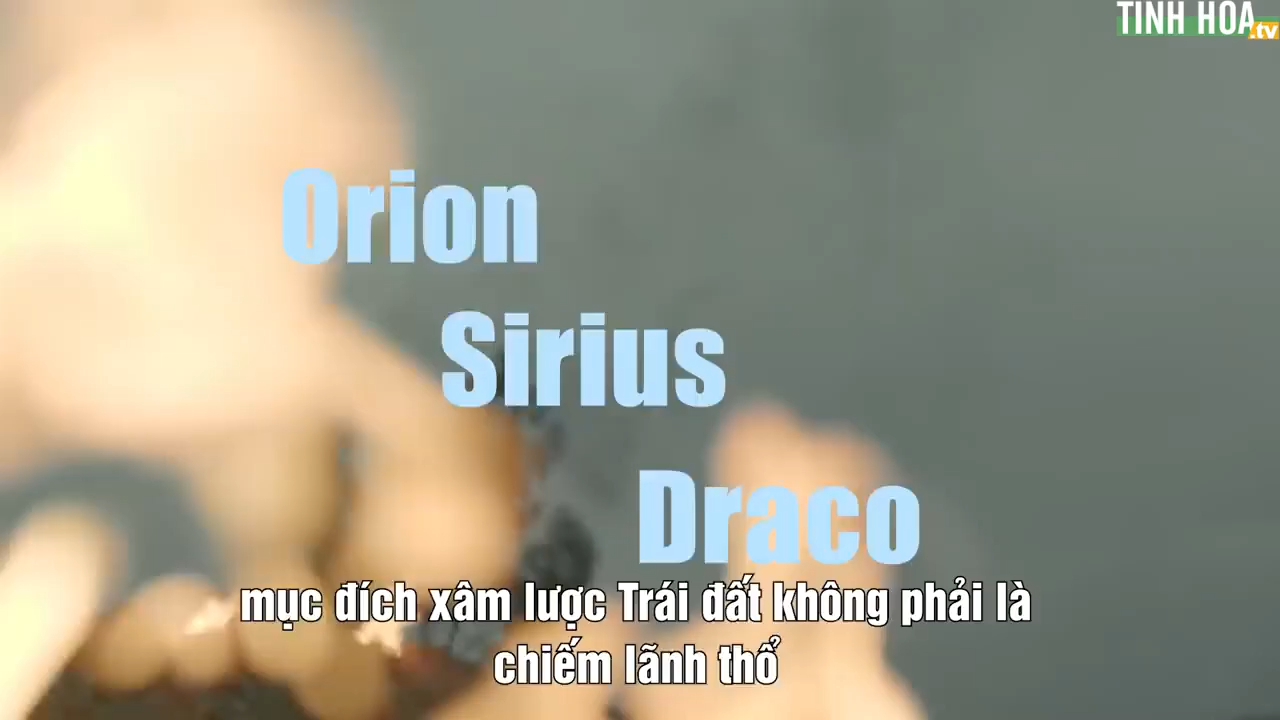 TINH HOA
.tv
Orion
Sirius
Draco
mục đích xâm lược Trái đất không phải là
chiếm lãnh thổ